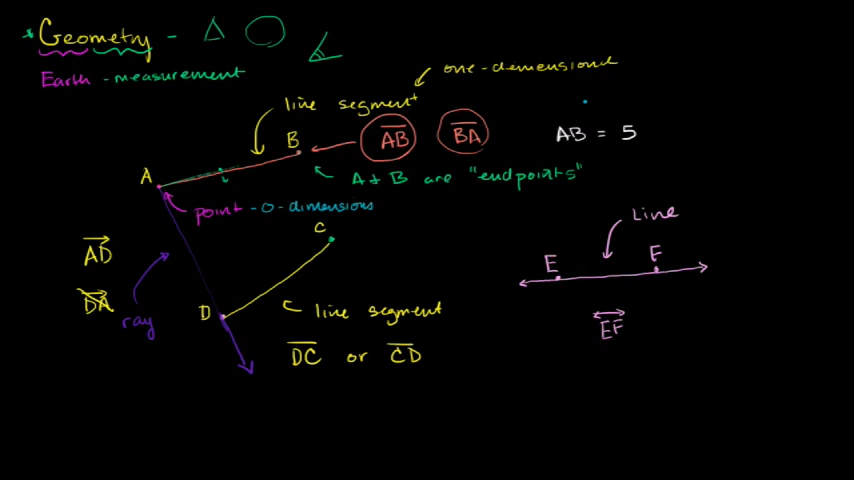 * Geometry -
Earth - measurement
one-demensional
line segment
B
AB
BA
AB = 5
A
A + B are "endpoints"
point - 0-dimensions
Line
C
AD
E
F
DA
ray
D
line segment
EF
DC or CD